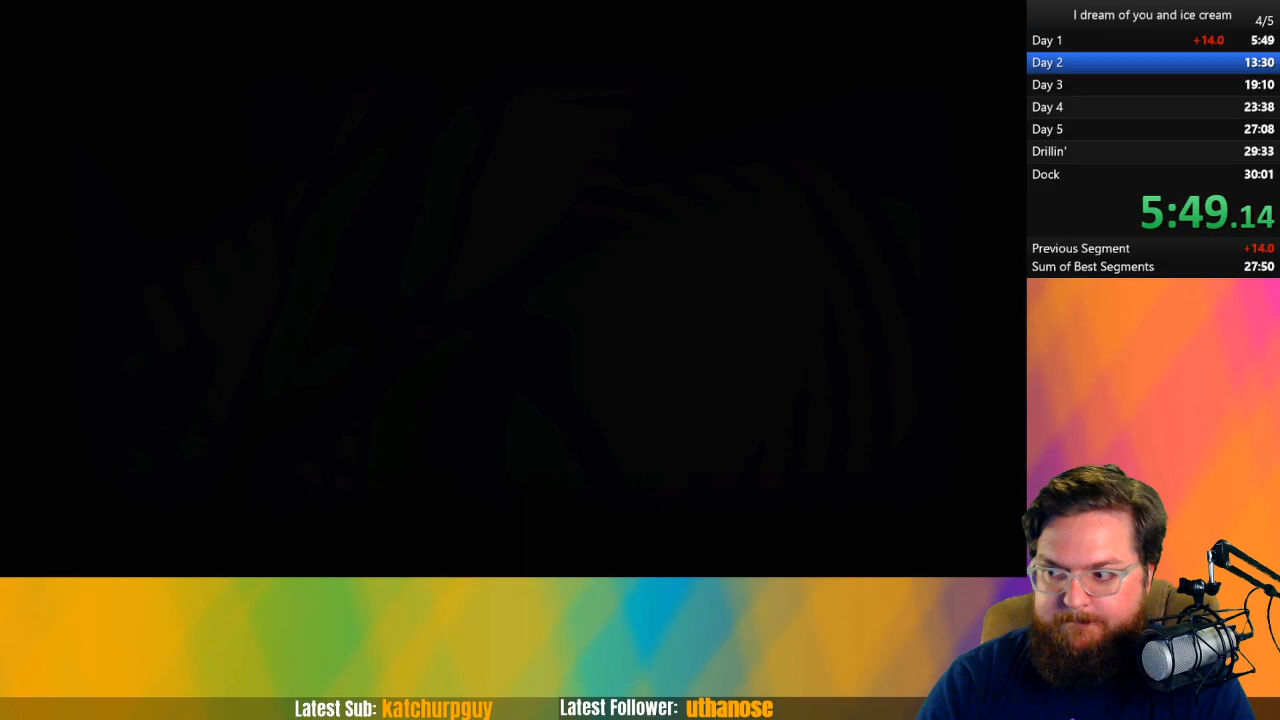 I dream of you and ice cream
4/5
Day 1 +14.0 5:49
Day 2 13:30
Day 3 19:10
Day 4 23:38
Day 5 27:08
Drillin' 29:33
Dock 30:01
5:49.14
Previous Segment +14.0
Sum of Best Segments 27:50
Latest Sub: katchurpguy Latest Follower: uthanose